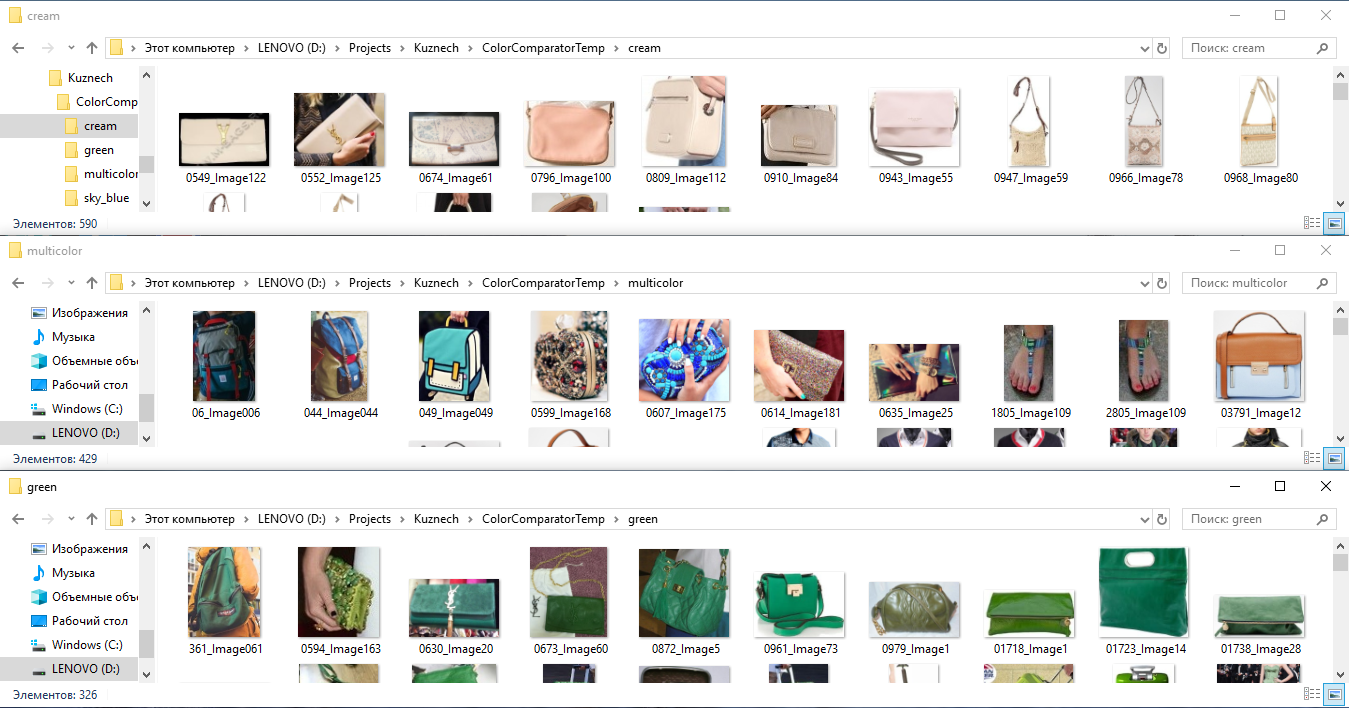 cream
Этот компьютер > LENOVO (D:) > Projects > Kuznech > ColorComparatorTemp > cream
Поиск: cream
Kuznech
ColorComp
cream
green
multicolor
sky_blue
0549_Image122 0552_Image125 0674_Image61 0796_Image100 0809_Image112 0910_Image84 0943_Image55 0947_Image59 0966_Image78 0968_Image80
Элементов: 590
multicolor
Этот компьютер > LENOVO (D:) > Projects > Kuznech > ColorComparatorTemp > multicolor
Поиск: multicolor
Изображения
Музыка
Объемные объ
Рабочий стол
Windows (C:)
LENOVO (D:)
06_Image006 044_Image044 049_Image049 0599_Image168 0607_Image175 0614_Image181 0635_Image25 1805_Image109 2805_Image109 03791_Image12
Элементов: 429
green
Этот компьютер > LENOVO (D:) > Projects > Kuznech > ColorComparatorTemp > green
Поиск: green
Изображения
Музыка
Объемные объ
Рабочий стол
Windows (C:)
LENOVO (D:)
361_Image061 0594_Image163 0630_Image20 0673_Image60 0872_Image5 0961_Image73 0979_Image1 01718_Image1 01723_Image14 01738_Image28
Элементов: 326